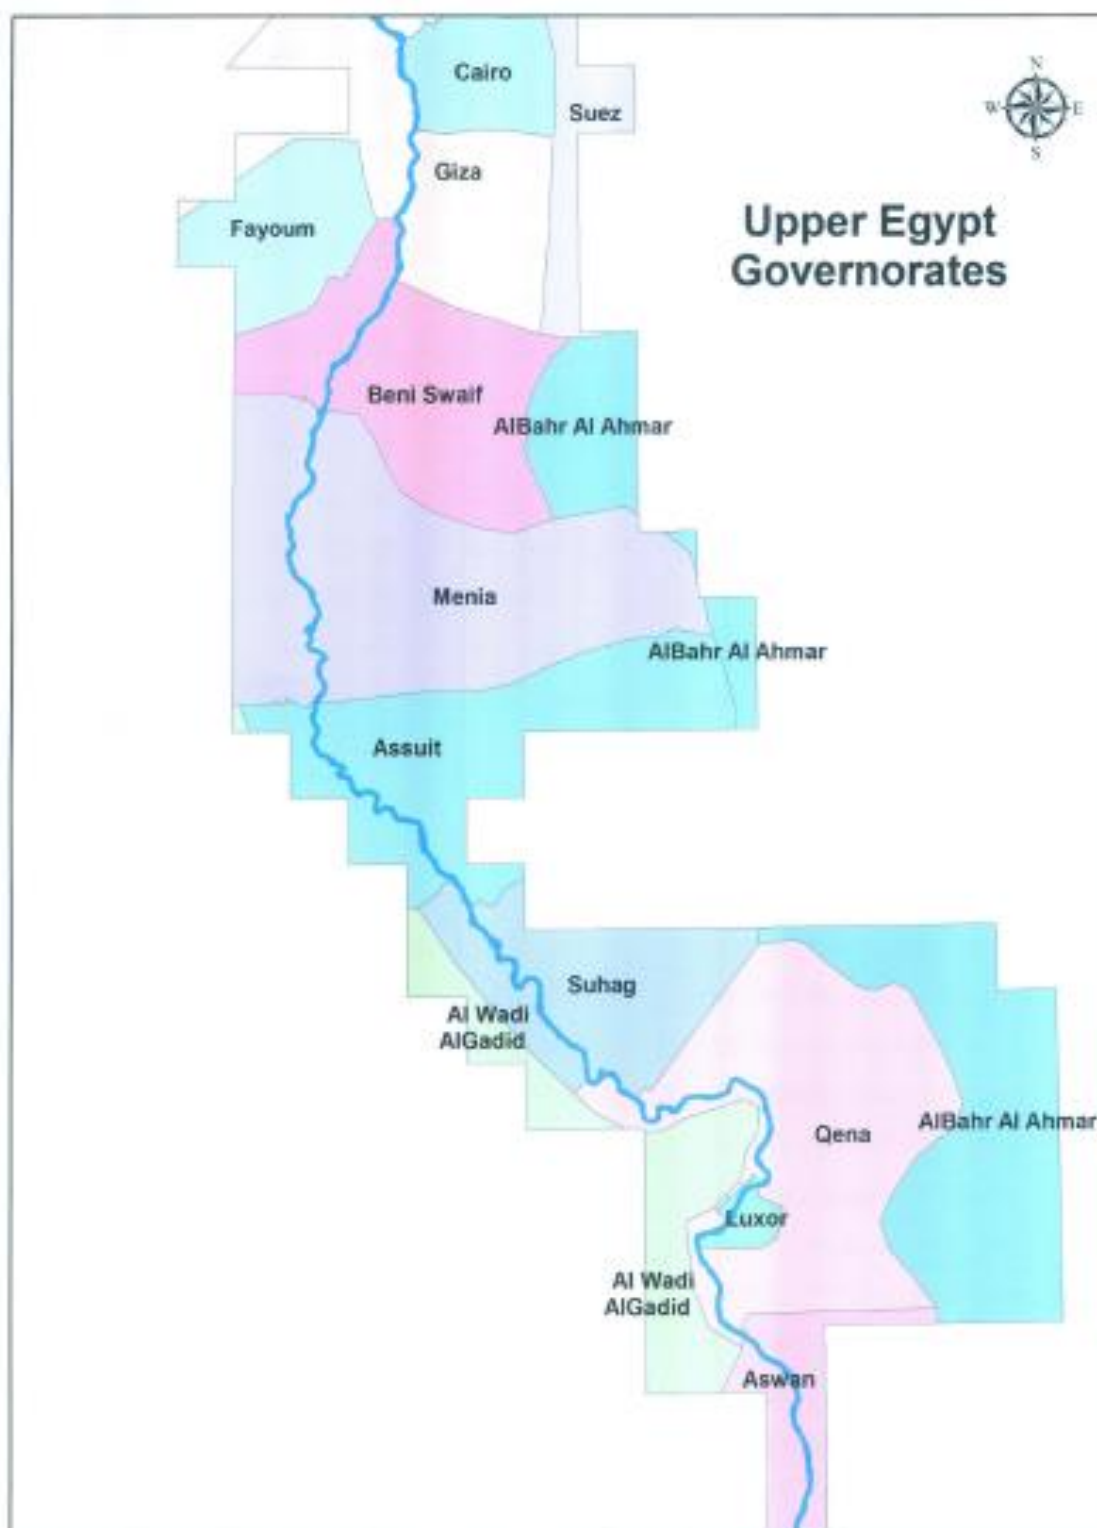 Cairo
N
Suez
W
E
S
Giza
Upper Egypt
Governorates
Fayoum
Beni Swaif
AlBahr Al Ahmar
Menia
AlBahr Al Ahmar
Assuit
Suhag
Al Wadi
AlGadid
AlBahr Al Ahmar
Qena
Luxor
Al Wadi
AlGadid
Aswan